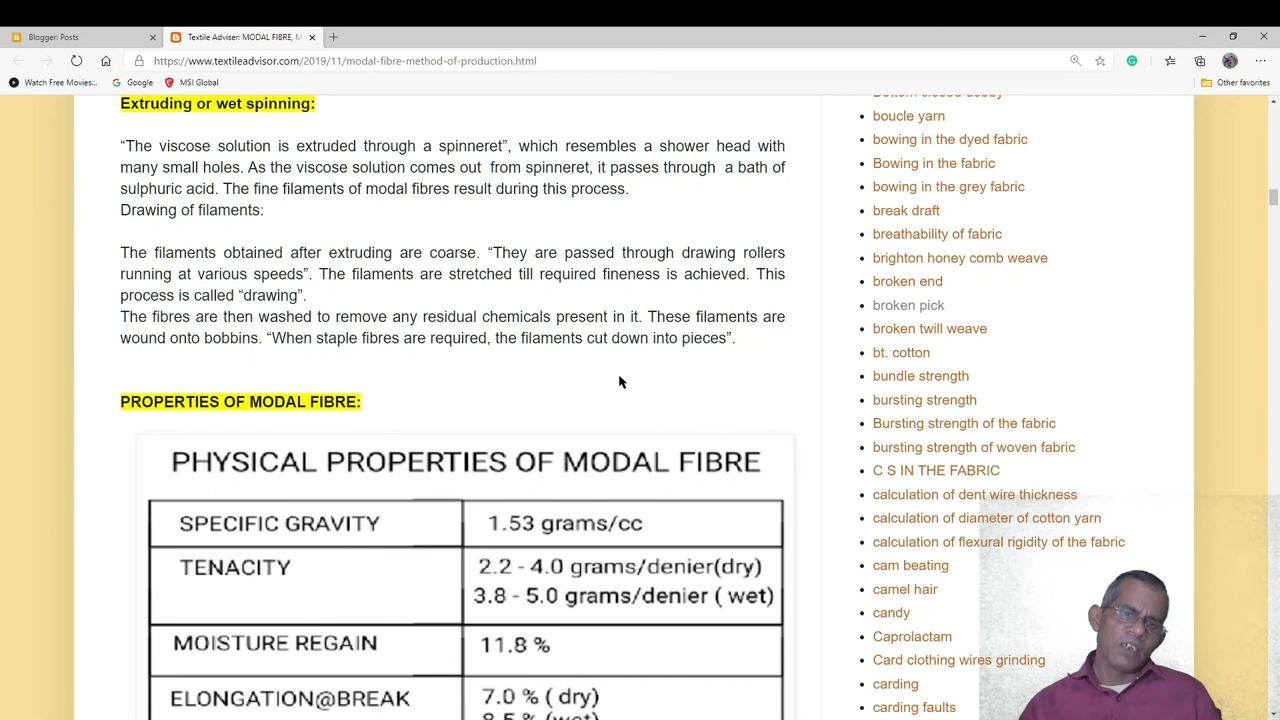 Blogger: Posts
Textile Adviser: MODAL FIBRE, M
https://www.textileadvisor.com/2019/11/modal-fibre-method-of-production.html
Watch Free Movies...
Google
MSI Global
Other favorites
Extruding or wet spinning:
“The viscose solution is extruded through a spinneret”, which resembles a shower head with
many small holes. As the viscose solution comes out from spinneret, it passes through a bath of
sulphuric acid. The fine filaments of modal fibres result during this process.
Drawing of filaments:
The filaments obtained after extruding are coarse. “They are passed through drawing rollers
running at various speeds”. The filaments are stretched till required fineness is achieved. This
process is called “drawing”.
The fibres are then washed to remove any residual chemicals present in it. These filaments are
wound onto bobbins. “When staple fibres are required, the filaments cut down into pieces”.
PROPERTIES OF MODAL FIBRE:
PHYSICAL PROPERTIES OF MODAL FIBRE
SPECIFIC GRAVITY 1.53 grams/cc
TENACITY 2.2 - 4.0 grams/denier(dry)
3.8 - 5.0 grams/denier ( wet)
MOISTURE REGAIN 11.8 %
ELONGATION@BREAK 7.0 % ( dry)
8.5 % (wet)
Bottom closed dobby
boucle yarn
bowing in the dyed fabric
Bowing in the fabric
bowing in the grey fabric
break draft
breathability of fabric
brighton honey comb weave
broken end
broken pick
broken twill weave
bt. cotton
bundle strength
bursting strength
Bursting strength of the fabric
bursting strength of woven fabric
C S IN THE FABRIC
calculation of dent wire thickness
calculation of diameter of cotton yarn
calculation of flexural rigidity of the fabric
cam beating
camel hair
candy
Caprolactam
Card clothing wires grinding
carding
carding faults